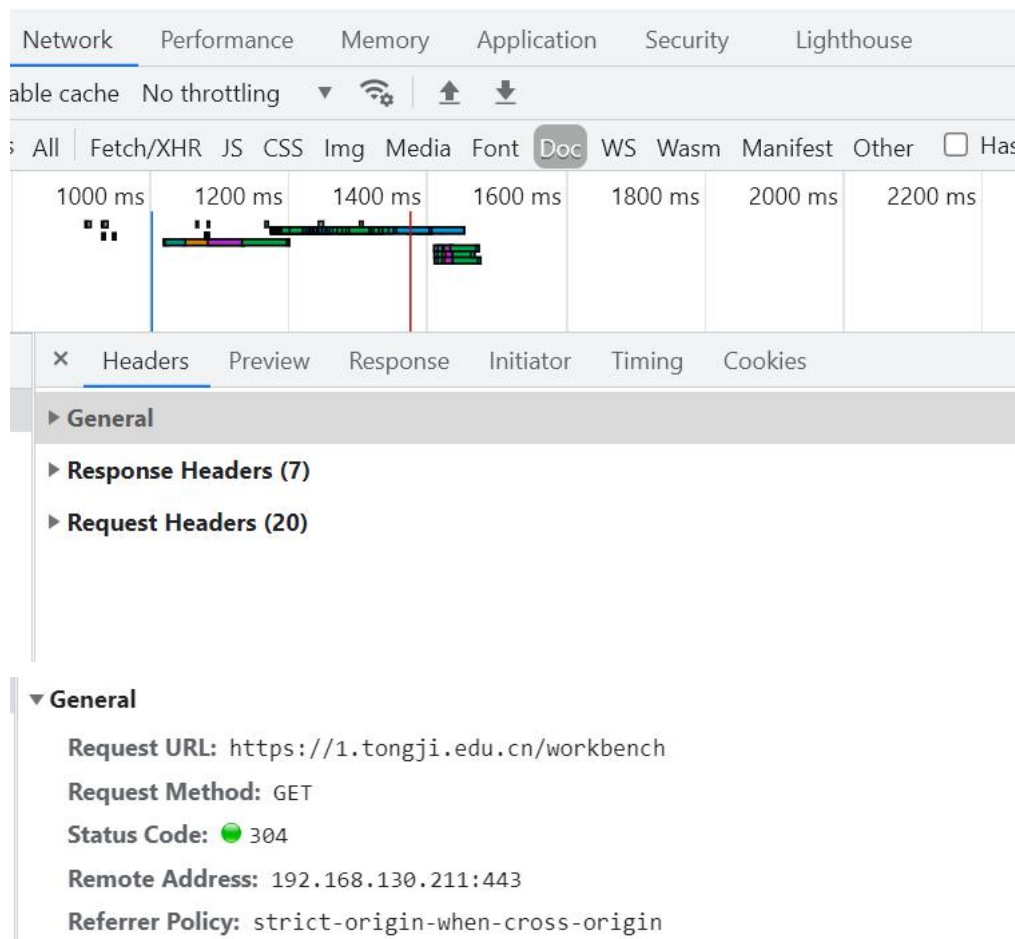 Network Performance Memory Application Security Lighthouse
able cache No throttling
s All Fetch/XHR JS CSS Img Media Font Doc WS Wasm Manifest Other Has
1000 ms 1200 ms 1400 ms 1600 ms 1800 ms 2000 ms 2200 ms
× Headers Preview Response Initiator Timing Cookies
General
Response Headers (7)
Request Headers (20)
General
Request URL: https://1.tongji.edu.cn/workbench
Request Method: GET
Status Code: 304
Remote Address: 192.168.130.211:443
Referrer Policy: strict-origin-when-cross-origin